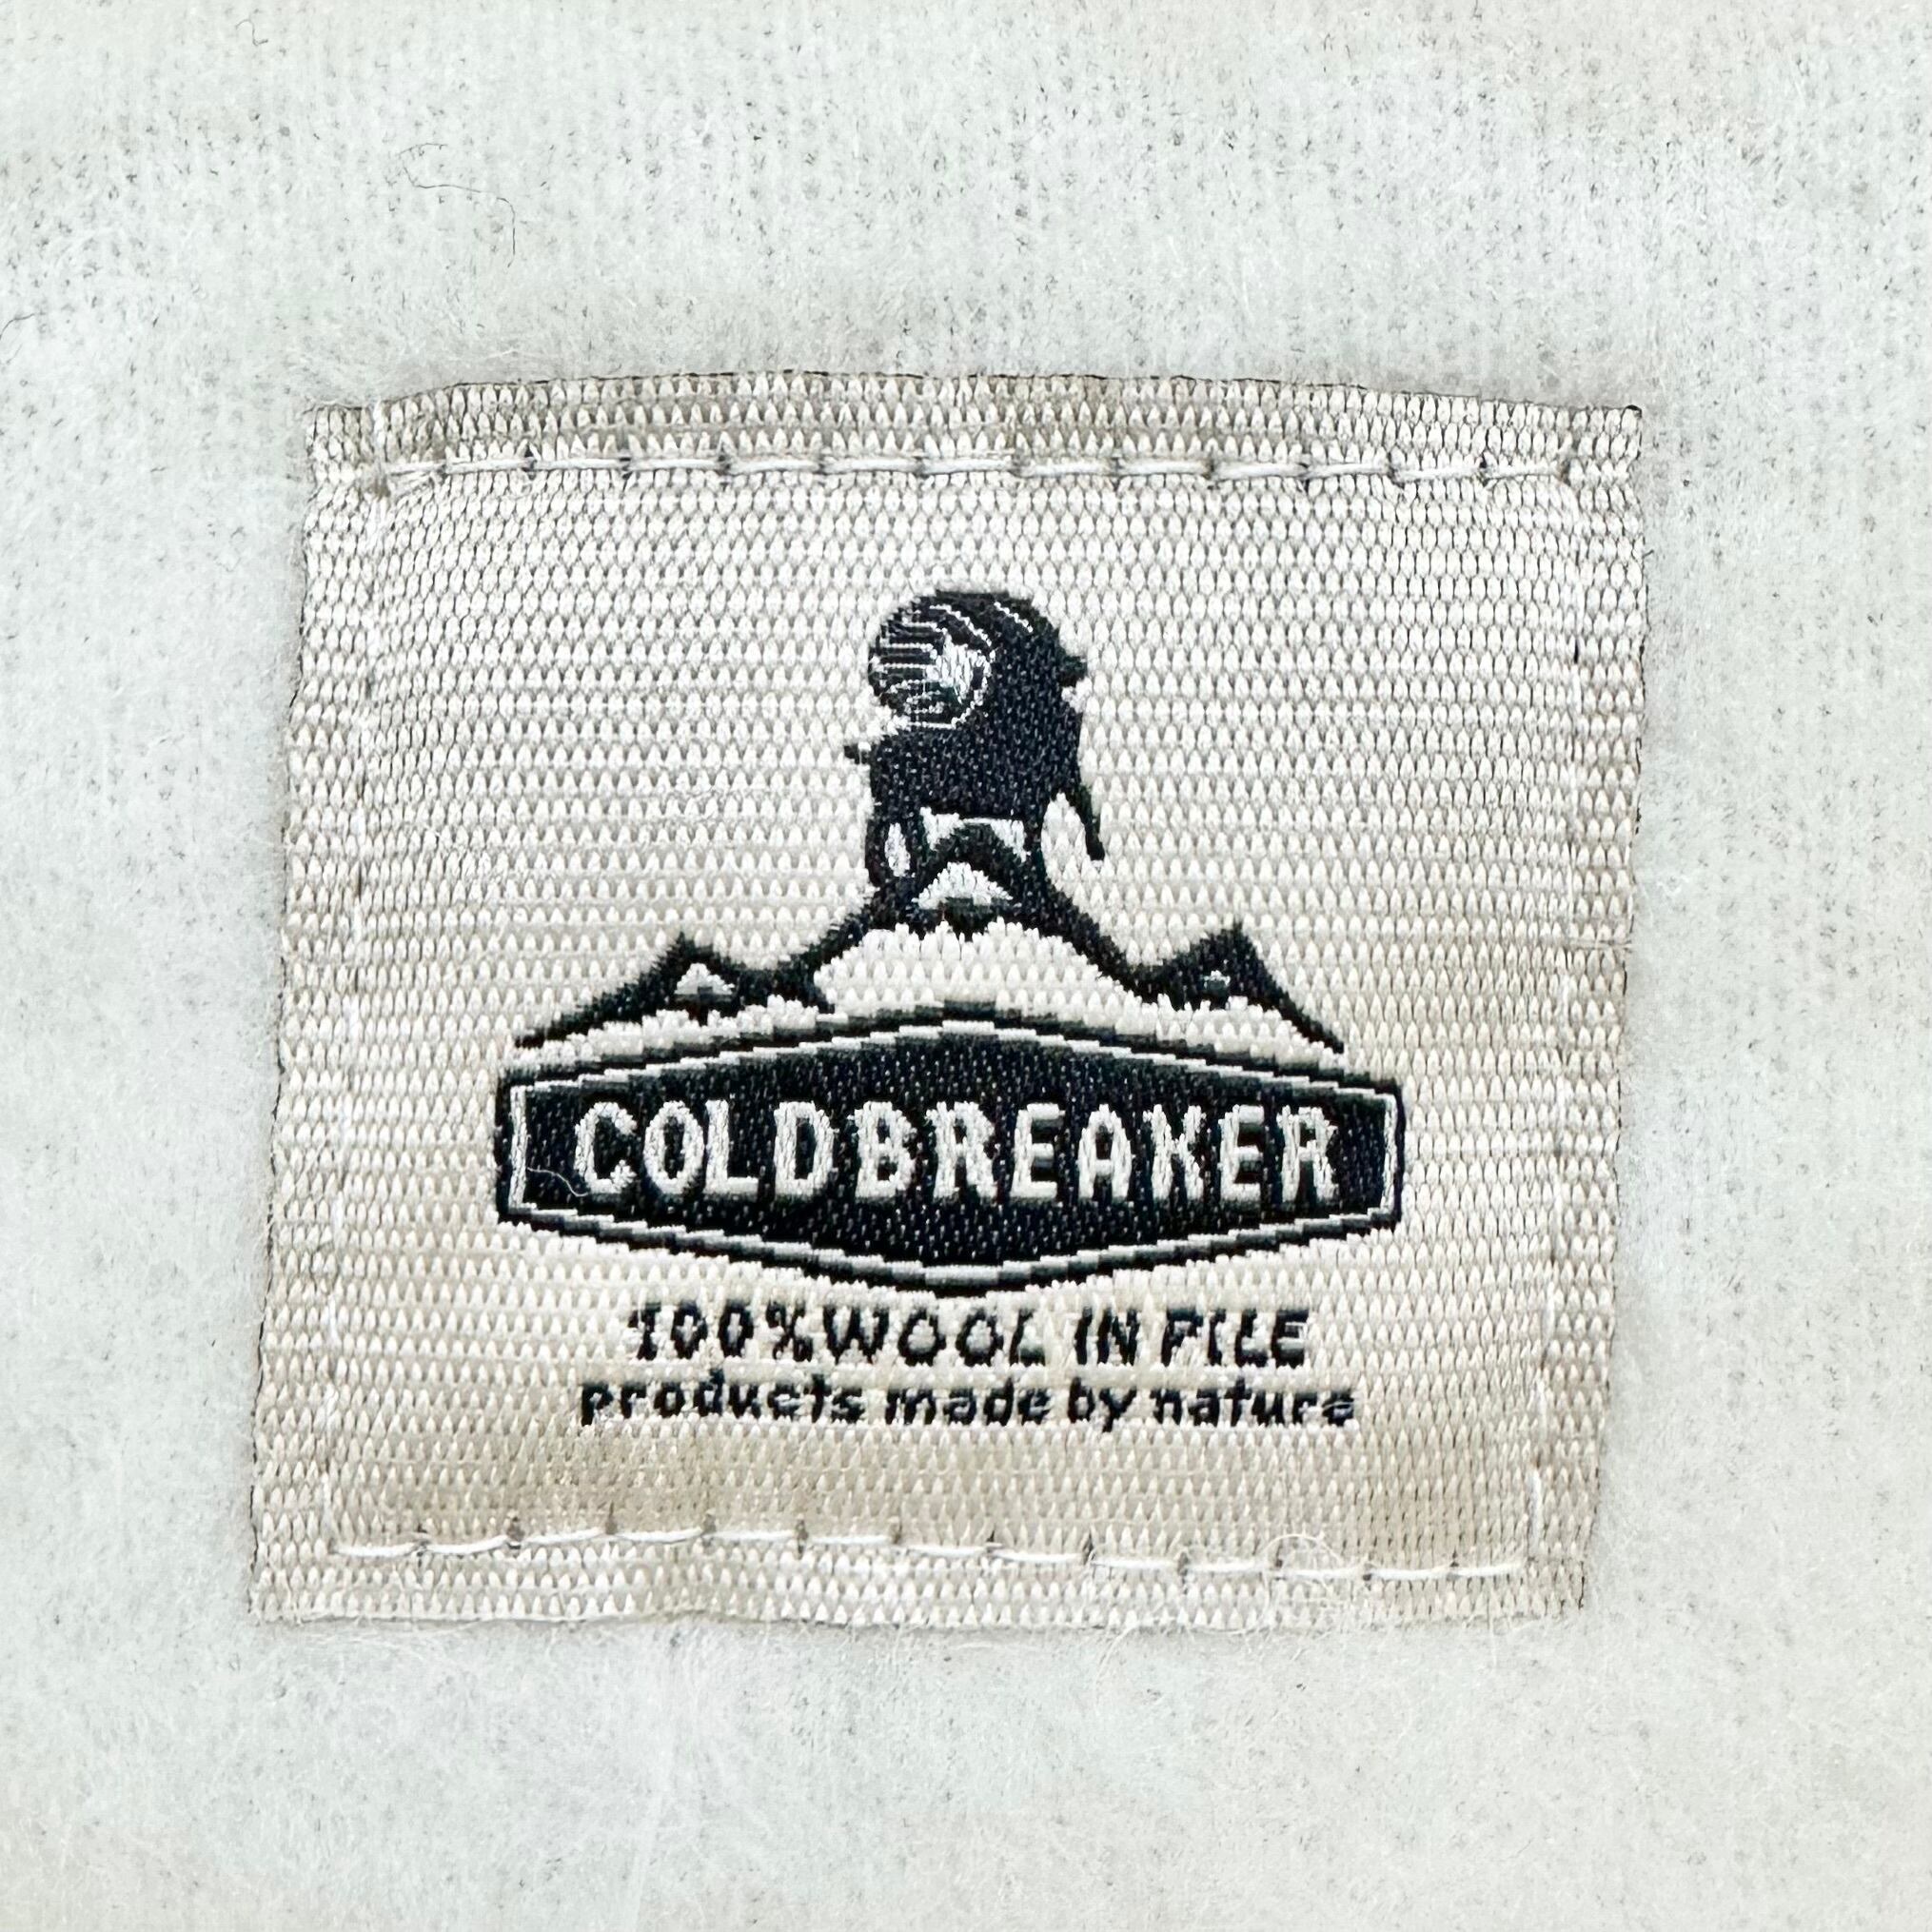 COLDBREAKER
100%WOOL IN PILE
products made by nature